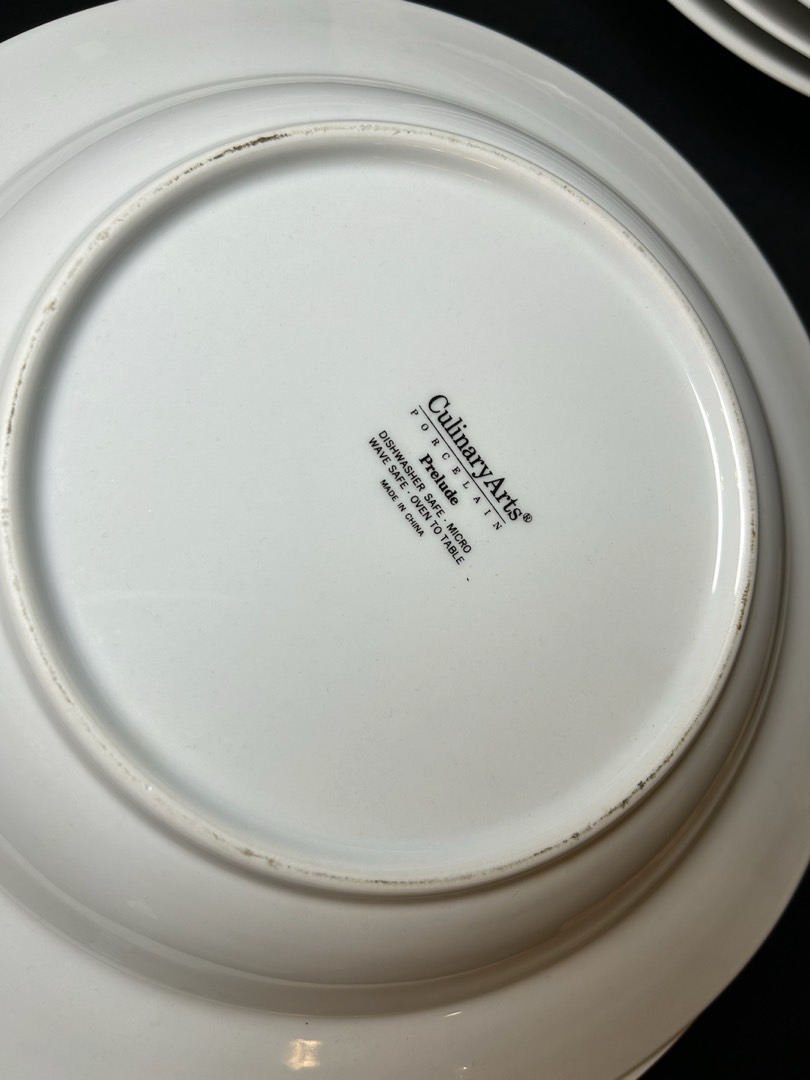 CulinaryArts®
PORCELAIN
Prelude
DISHWASHER SAFE · MICRO
WAVE SAFE · OVEN TO TABLE
MADE IN CHINA